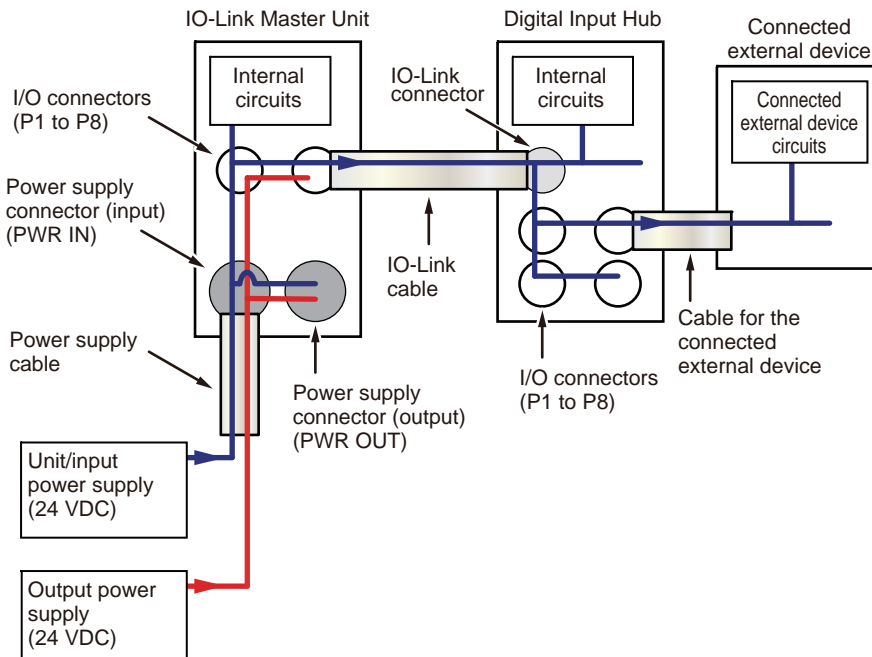 IO-Link Master Unit
Digital Input Hub
Connected
external device
Internal
circuits
IO-Link
connector
Internal
circuits
Connected
external device
circuits
I/O connectors
(P1 to P8)
Power supply
connector (input)
(PWR IN)
IO-Link
cable
Power supply
cable
Power supply
connector (output)
(PWR OUT)
I/O connectors
(P1 to P8)
Cable for the
connected
external device
Unit/input
power supply
(24 VDC)
Output power
supply
(24 VDC)